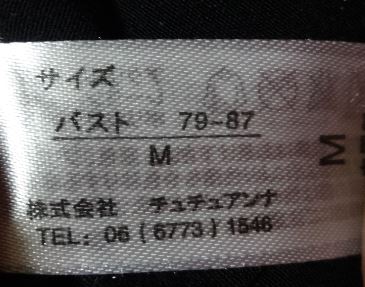 サイズ
バスト 79-87
M
M
株式会社 チュチュアンナ
TEL: 06 (6773) 1546